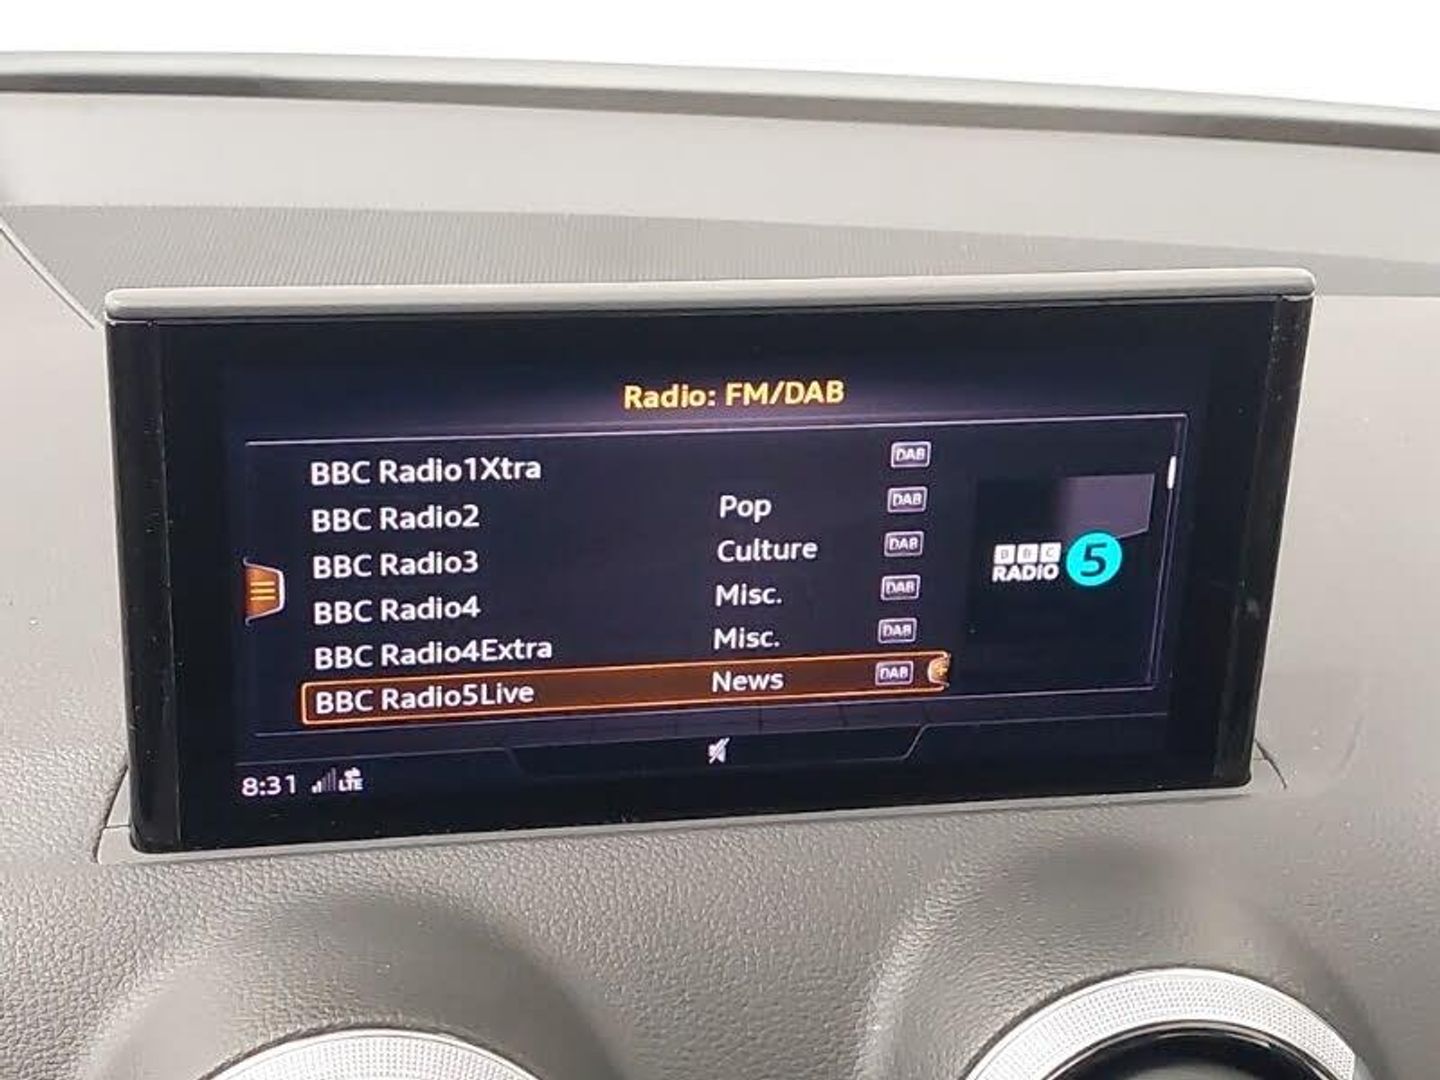 Radio: FM/DAB
BBC Radio1Xtra DAB
BBC Radio2 Pop DAB
BBC Radio3 Culture DAB
BBC Radio4 Misc. DAB
BBC Radio4Extra Misc. DAB
BBC Radio5Live News DAB
BBC
RADIO 5
8:31 LTE